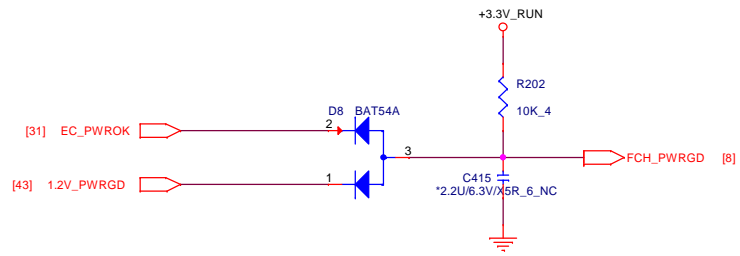 +3.3V_RUN
R202
10K_4
D8 BAT54A
[31] EC_PWROK
2
3
FCH_PWRGD [8]
[43] 1.2V_PWRGD
1
C415
*2.2U/6.3V/X5R_6_NC